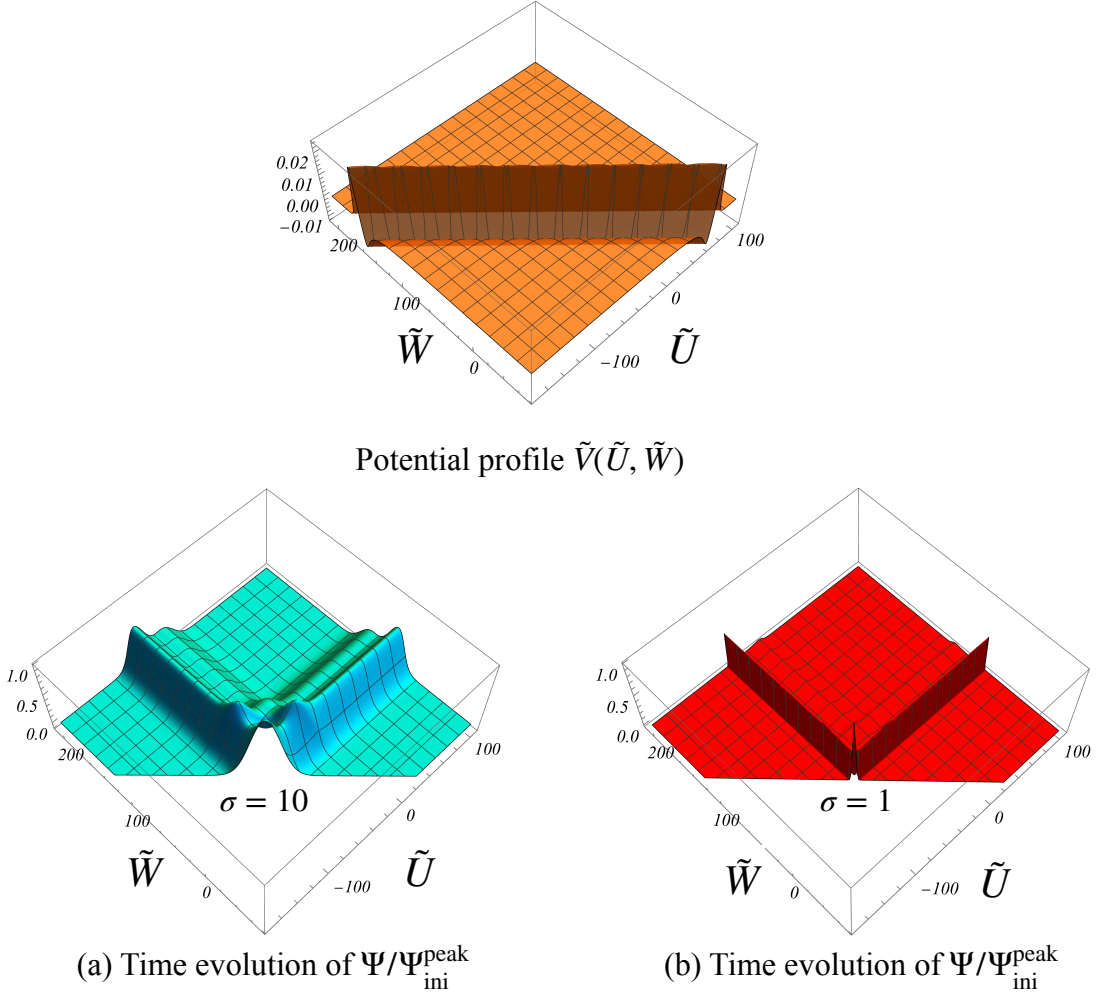 0.02
0.01
0.00
−0.01
200
100
0
W̃
100
0
−100
Ũ
Potential profile Ṽ(Ũ, W̃)
1.0
0.5
0.0
200
100
0
W̃
σ = 10
100
0
−100
Ũ
(a) Time evolution of Ψ/Ψ_ini^peak
1.0
0.5
0.0
200
100
0
W̃
σ = 1
100
0
−100
Ũ
(b) Time evolution of Ψ/Ψ_ini^peak